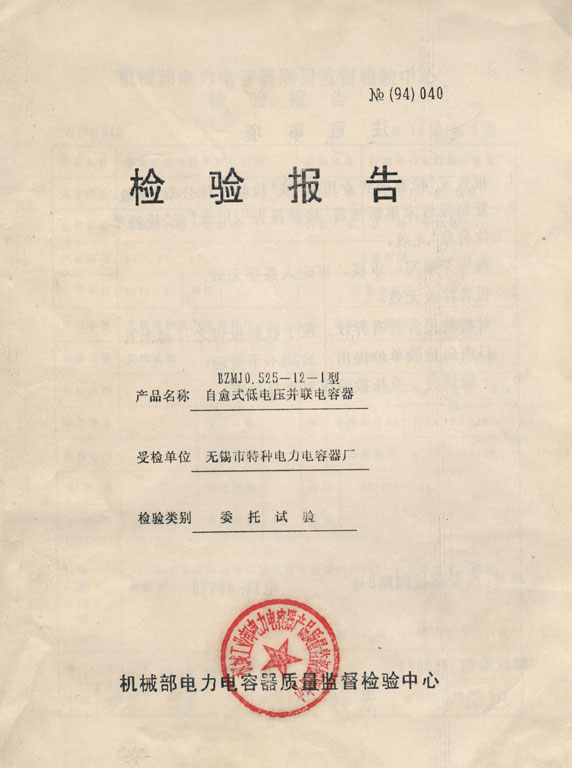 № (94) 040
检验报告
BZMJ0.525-12-1型
产品名称 自愈式低电压并联电容器
受检单位 无锡市特种电力电容器厂
检验类别 委托试验
机械部电力电容器质量监督检验中心